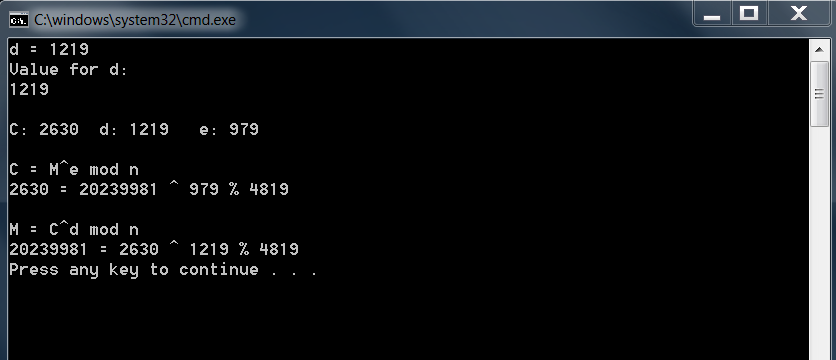 C:\windows\system32\cmd.exe
d = 1219
Value for d:
1219
C: 2630  d: 1219   e: 979
C = M^e mod n
2630 = 20239981 ^ 979 % 4819
M = C^d mod n
20239981 = 2630 ^ 1219 % 4819
Press any key to continue . . .